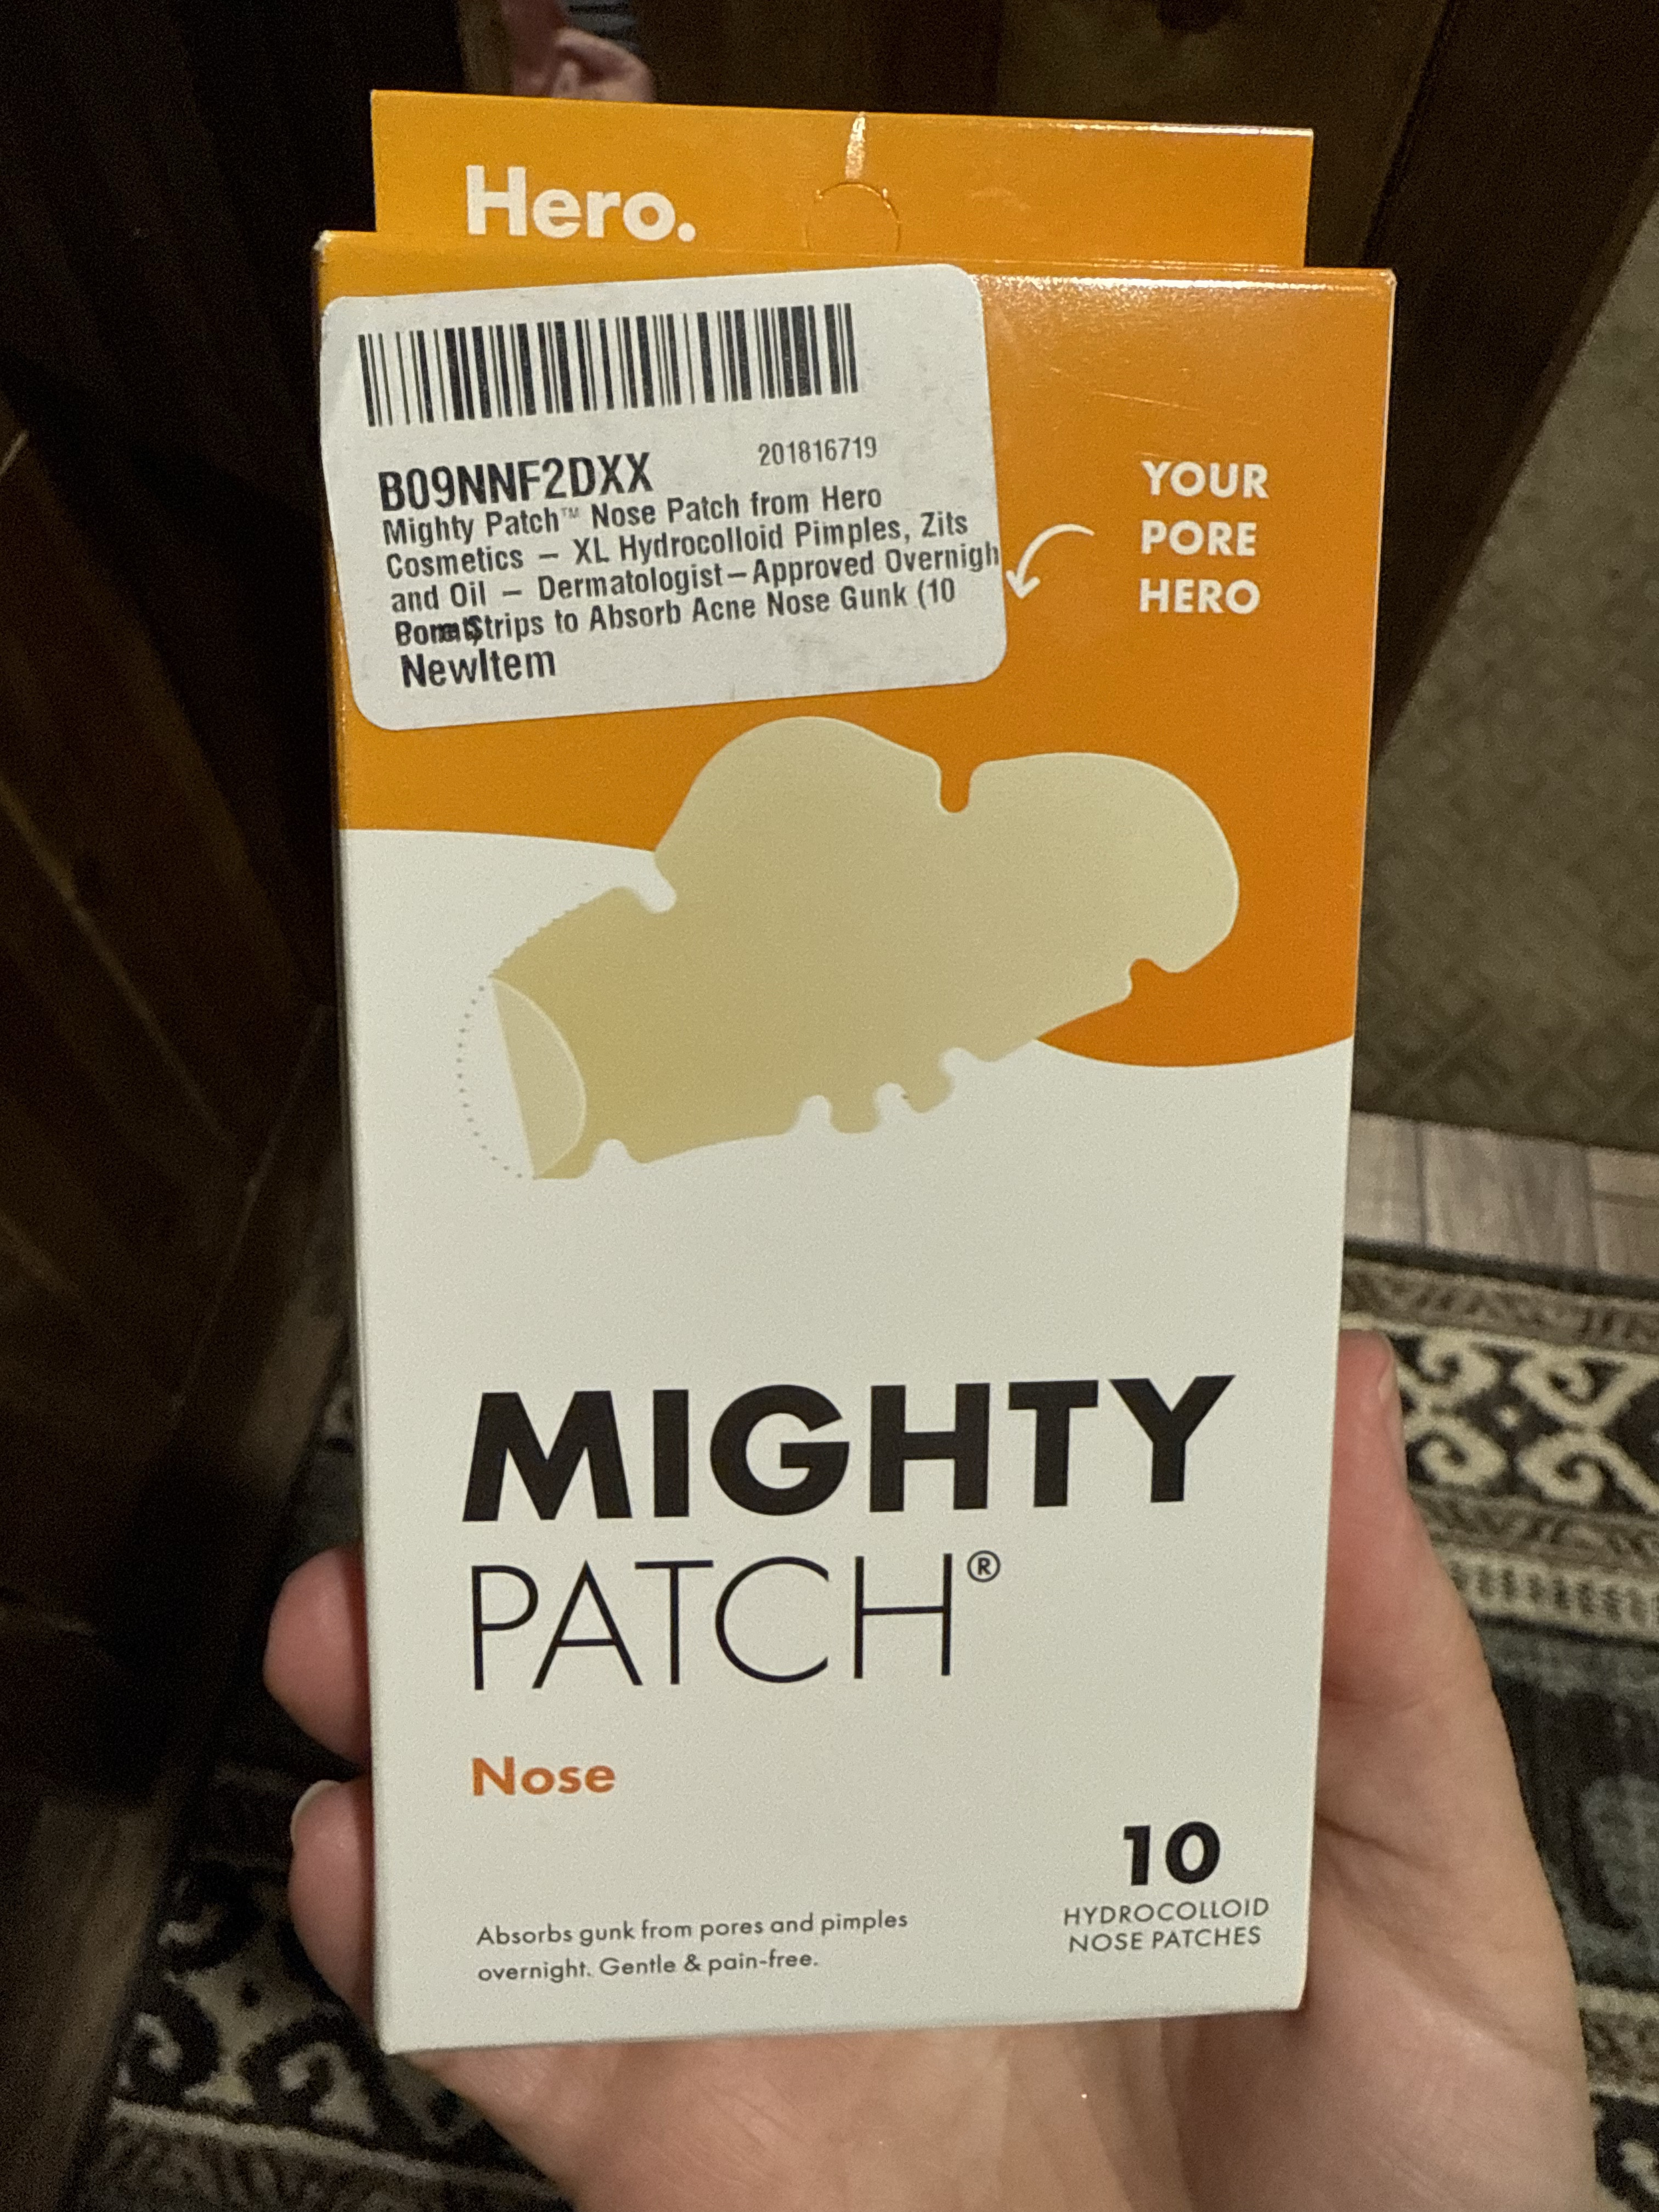 Hero.
201816719
B09NNF2DXX
Mighty Patch™ Nose Patch from Hero
Cosmetics – XL Hydrocolloid Pimples, Zits
and Oil – Dermatologist-Approved Overnigh
Strips to Absorb Acne Nose Gunk (10
NewItem
YOUR
PORE
HERO
MIGHTY
PATCH®
Nose
10
HYDROCOLLOID
NOSE PATCHES
Absorbs gunk from pores and pimples
overnight. Gentle & pain-free.